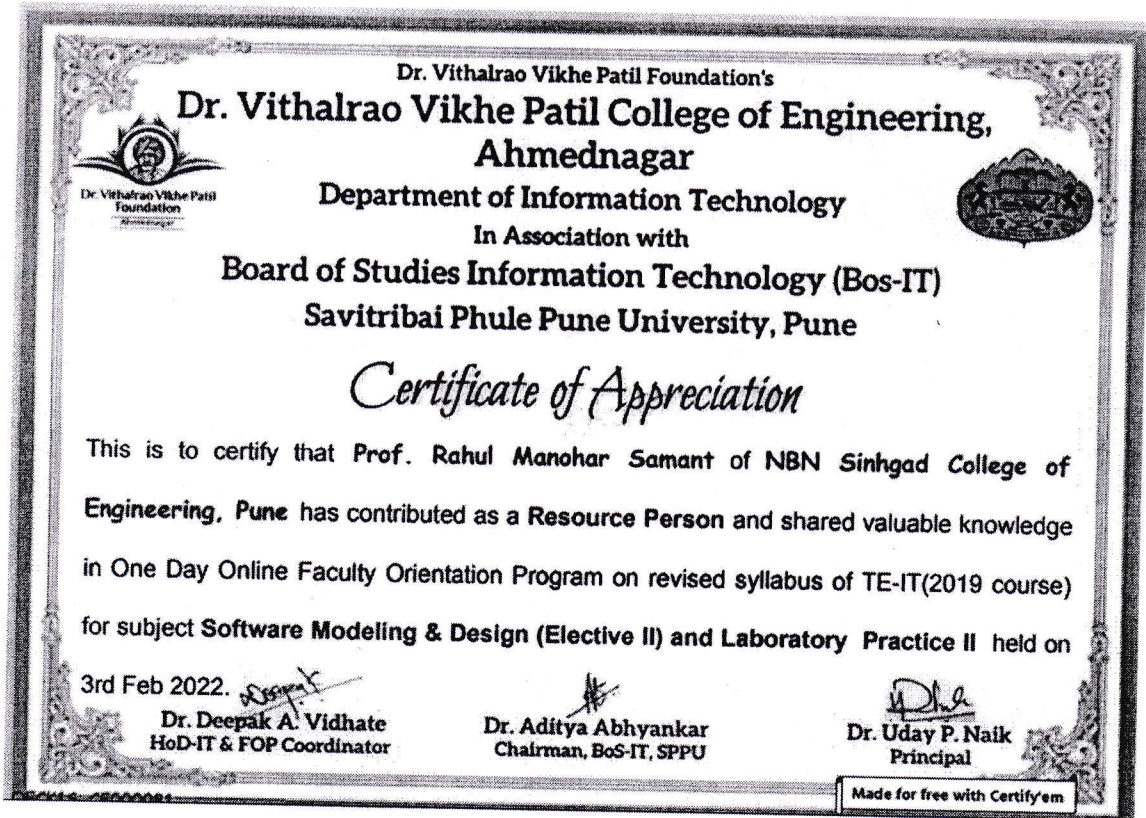 Dr. Vithalrao Vikhe Patil Foundation's
Dr. Vithalrao Vikhe Patil College of Engineering,
Ahmednagar
Dr. Vithalrao Vikhe Patil
Foundation
Department of Information Technology
In Association with
Board of Studies Information Technology (Bos-IT)
Savitribai Phule Pune University, Pune
Certificate of Appreciation
This is to certify that Prof. Rahul Manohar Samant of NBN Sinhgad College of
Engineering, Pune has contributed as a Resource Person and shared valuable knowledge
in One Day Online Faculty Orientation Program on revised syllabus of TE-IT(2019 course)
for subject Software Modeling & Design (Elective II) and Laboratory Practice II held on
3rd Feb 2022.
Dr. Deepak A. Vidhate
HoD-IT & FOP Coordinator
Dr. Aditya Abhyankar
Chairman, BoS-IT, SPPU
Dr. Uday P. Naik
Principal
Made for free with Certify'em